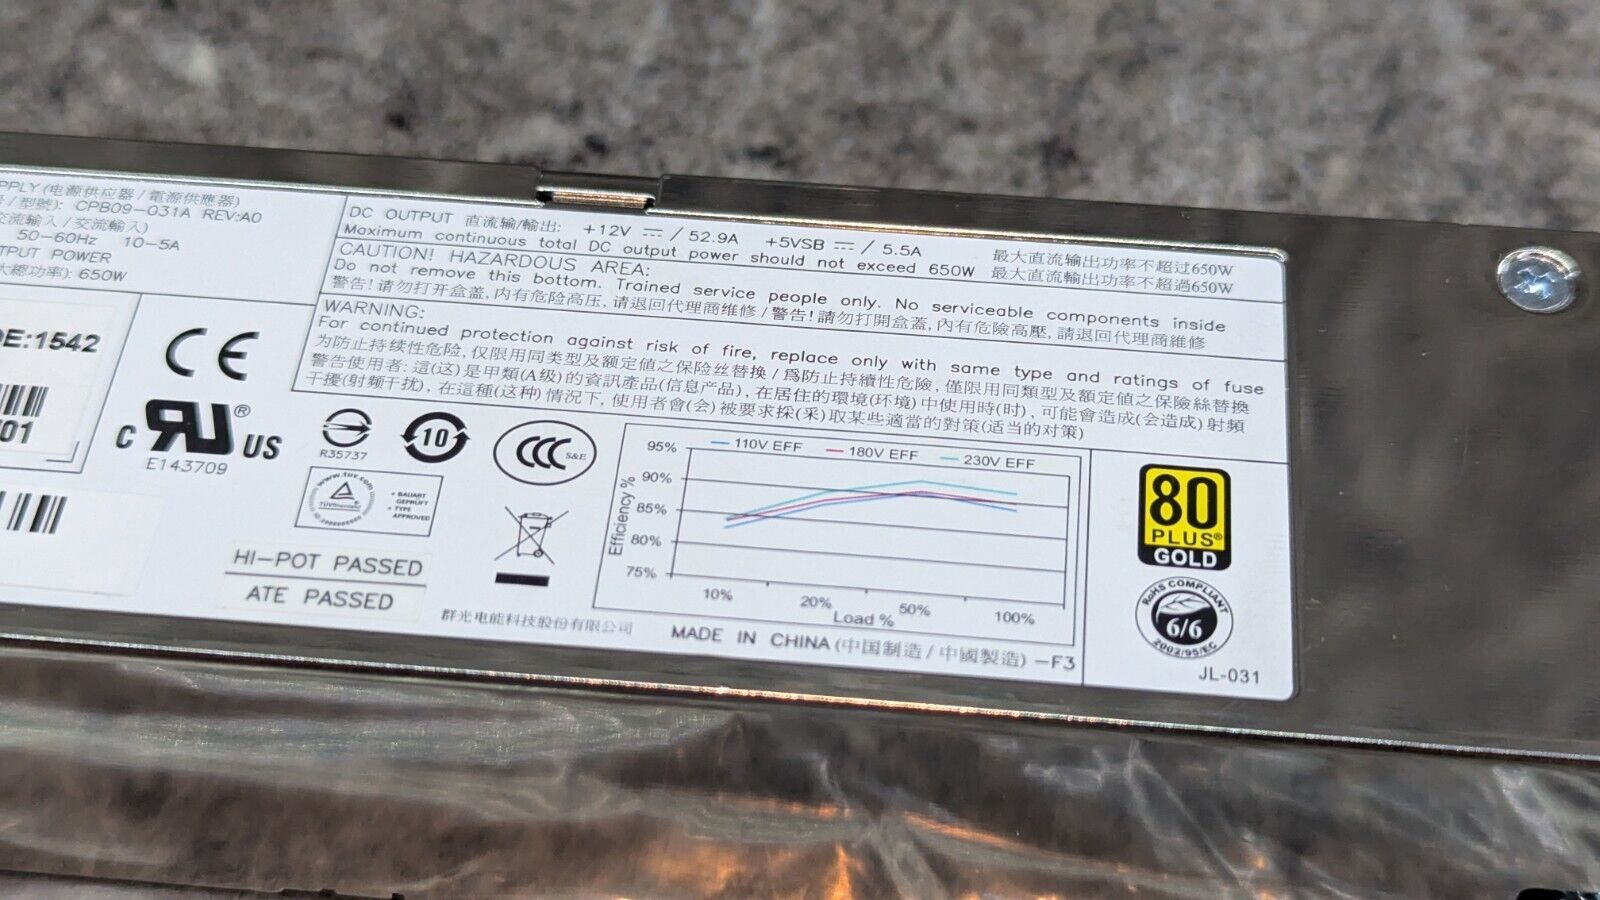 PPLY (电源供应器 / 電源供應器)
/ 型號): CPB09-031A REV:A0
交流輸入 / 交流輸入)
50-60Hz 10-5A
TPUT POWER
大總功率): 650W
DC OUTPUT 直流输/輸出: +12V / 52.9A +5VSB / 5.5A 最大直流输出功率不超过650W
Maximum continuous total DC output power should not exceed 650W 最大直流輸出功率不超過650W
CAUTION! HAZARDOUS AREA:
Do not remove this bottom. Trained service people only. No serviceable components inside
警告! 请勿打开盒盖, 内有危险高压, 请退回代理商维修 / 警告! 請勿打開盒蓋, 內有危險高壓, 請退回代理商維修
WARNING:
For continued protection against risk of fire, replace only with same type and ratings of fuse
为防止持续性危险, 仅限用同类型及额定值之保险丝替换 / 爲防止持續性危險, 僅限用同類型及額定値之保險絲替換
警告使用者: 這(这)是甲類(A级)的資訊產品(信息产品), 在居住的環境(环境)中使用時(时), 可能會造成(会造成)射頻
干擾(射頻干扰), 在這種(这种)情況下, 使用者會(会)被要求採(采)取某些適當的對策(适当的对策)
DE:1542
01
CE
C RU ® US
E143709
R35737
10
CCC S&E
www.tuv.com
TÜVRheinland
• BAUART
GEPRÜFT
• TYPE
APPROVED
HI-POT PASSED
ATE PASSED
110V EFF 180V EFF 230V EFF
Efficiency %
95%
90%
85%
80%
75%
10% 20% 50% 100%
Load %
群光电能科技股份有限公司
MADE IN CHINA (中国制造 / 中國製造) -F3
80
PLUS®
GOLD
RoHS COMPLIANT
6/6
2002/95/EC
JL-031